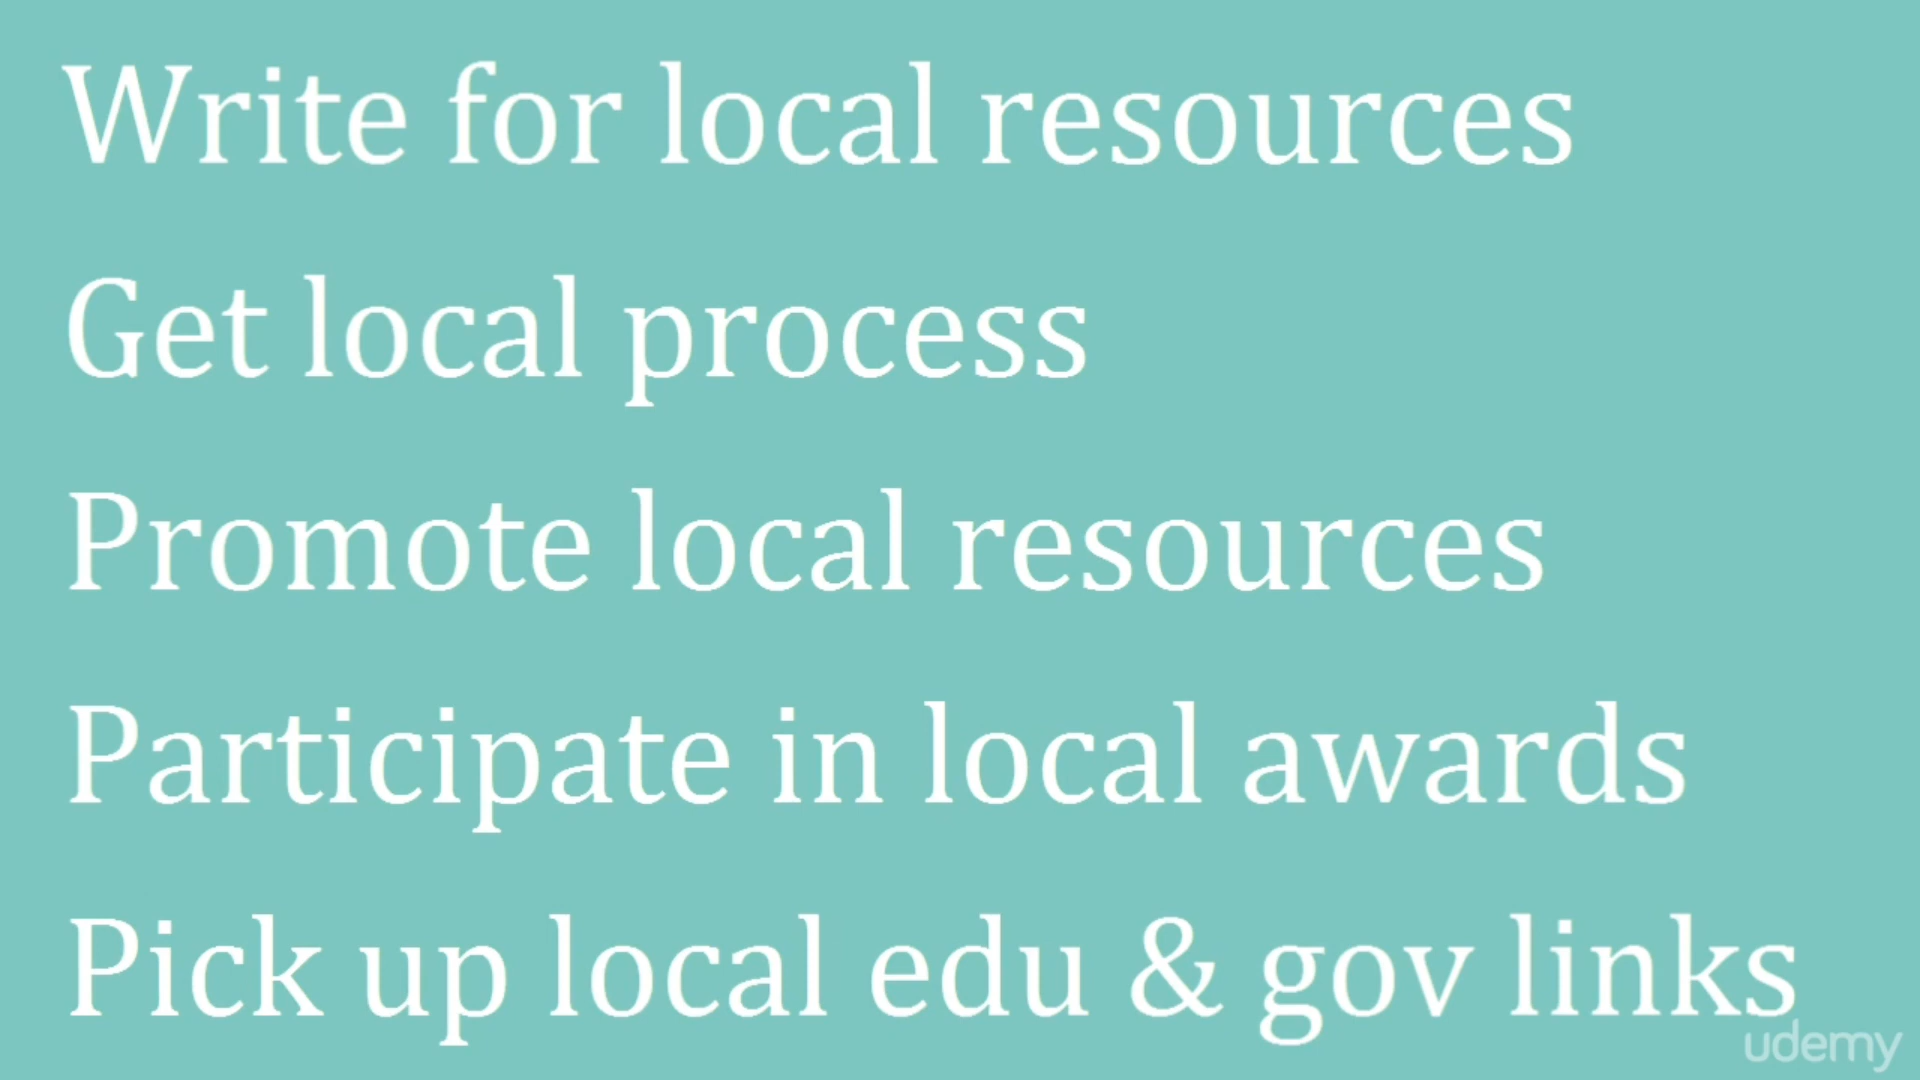 Write for local resources
Get local process
Promote local resources
Participate in local awards
Pick up local edu & gov links
udemy